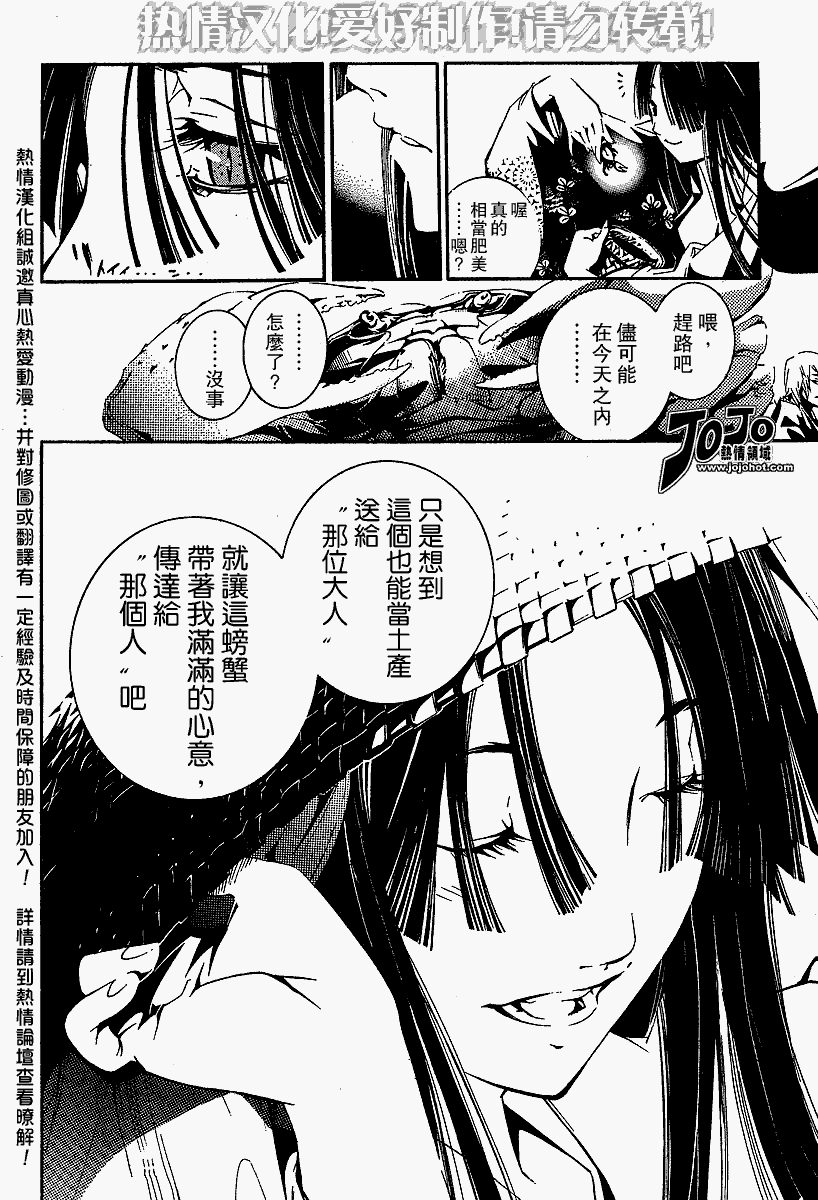 热情汉化!爱好制作!请勿转载!
喔
真的
相當肥美
……嗯?
喂，
趕路吧
儘可能
在今天之內
………
怎麼了?
………
……沒事
JOJO
熱情領域
www.jojohot.com
只是想到
這個也能當土產
送給
〝那位大人〞
就讓這螃蟹
帶著我滿滿的心意，
傳達給
〝那個人〞吧
熱情漢化組誠邀真心熱愛動漫…并對修圖或翻譯有一定經驗及時間保障的朋友加入！ 詳情請到熱情論壇查看暸解！